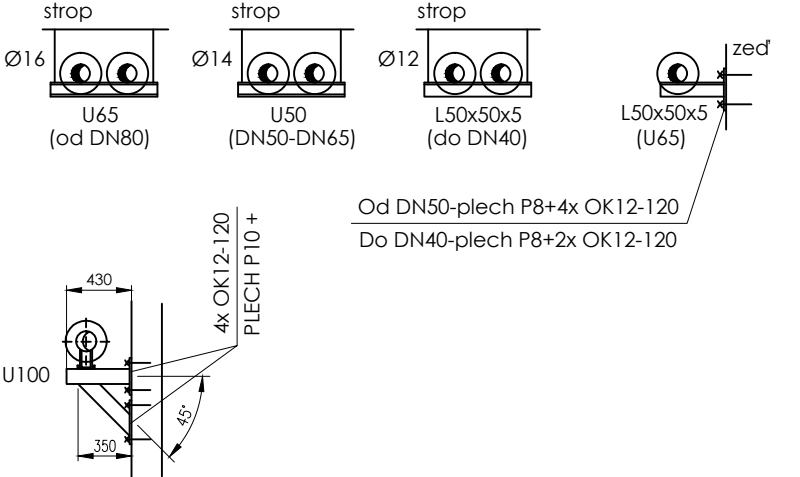 strop
strop
strop
zeď
Ø16
Ø14
Ø12
U65
(od DN80)
U50
(DN50-DN65)
L50x50x5
(do DN40)
L50x50x5
(U65)
Od DN50-plech P8+4x OK12-120
Do DN40-plech P8+2x OK12-120
4x OK12-120
PLECH P10 +
430
U100
45°
350